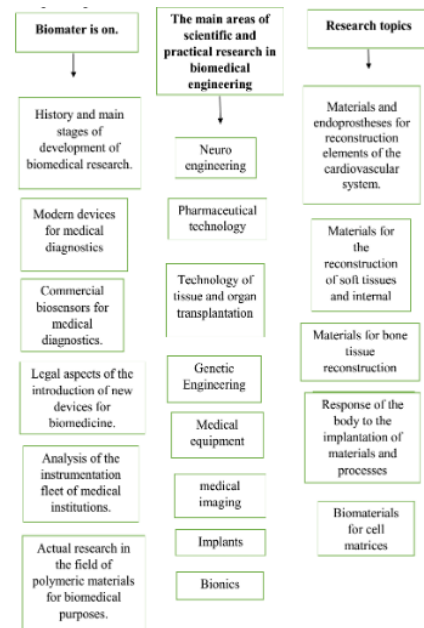 Biomater is on.
History and main
stages of
development of
biomedical research.
Modern devices
for medical
diagnostics
Commercial
biosensors for
medical
diagnostics.
Legal aspects of the
introduction of new
devices for
biomedicine.
Analysis of the
instrumentation
fleet of medical
institutions.
Actual research in
the field of
polymeric materials
for biomedical
purposes.
The main areas of
scientific and
practical research in
biomedical
engineering
Neuro
engineering
Pharmaceutical
technology
Technology of
tissue and organ
transplantation
Genetic
Engineering
Medical
equipment
medical
imaging
Implants
Bionics
Research topics
Materials and
endoprostheses for
reconstruction
elements of the
cardiovascular
system.
Materials for
the
reconstruction
of soft tissues
and internal
Materials for bone
tissue
reconstruction
Response of the
body to the
implantation of
materials and
processes
Biomaterials
for cell
matrices